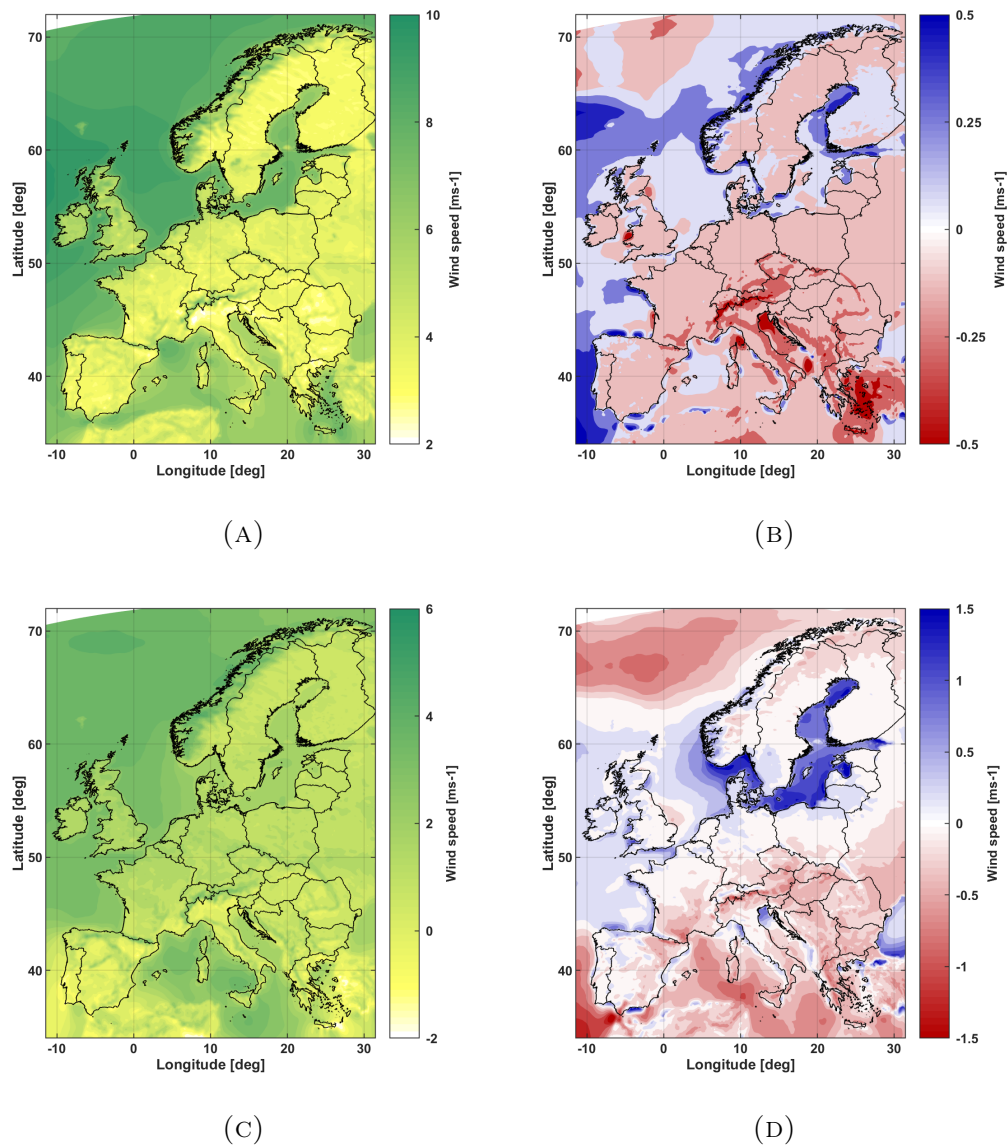 70
60
50
40
-10 0 10 20 30
Latitude [deg]
Longitude [deg]
10
8
6
4
2
Wind speed [ms-1]
(A)
70
60
50
40
-10 0 10 20 30
Latitude [deg]
Longitude [deg]
0.5
0.25
0
-0.25
-0.5
Wind speed [ms-1]
(B)
70
60
50
40
-10 0 10 20 30
Latitude [deg]
Longitude [deg]
6
4
2
0
-2
Wind speed [ms-1]
(C)
70
60
50
40
-10 0 10 20 30
Latitude [deg]
Longitude [deg]
1.5
1
0.5
0
-0.5
-1
-1.5
Wind speed [ms-1]
(D)